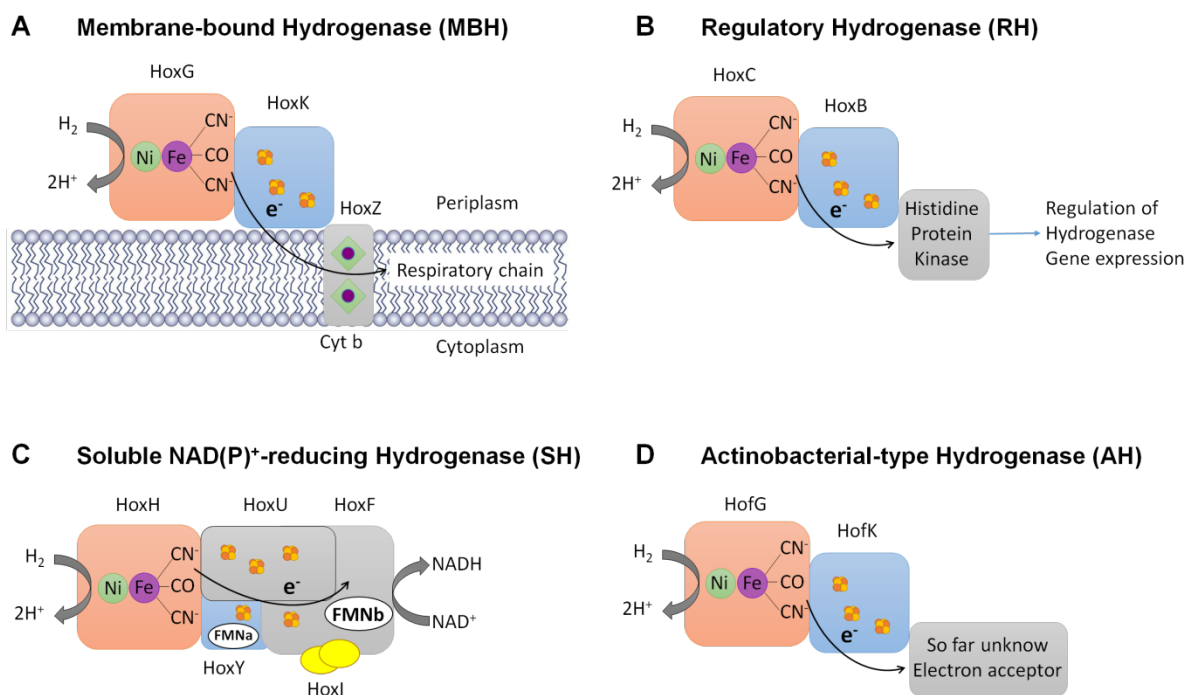 A Membrane-bound Hydrogenase (MBH)
HoxG
HoxK
H₂
2H⁺
Ni Fe
CN⁻
CO
CN⁻
e⁻
HoxZ
Periplasm
Respiratory chain
Cyt b
Cytoplasm
B Regulatory Hydrogenase (RH)
HoxC
HoxB
H₂
2H⁺
Ni Fe
CN⁻
CO
CN⁻
e⁻
Histidine
Protein
Kinase
Regulation of
Hydrogenase
Gene expression
C Soluble NAD(P)⁺-reducing Hydrogenase (SH)
HoxH
HoxU
HoxF
H₂
2H⁺
Ni Fe
CN⁻
CO
CN⁻
e⁻
FMNb
FMNa
NADH
NAD⁺
HoxY
HoxI
D Actinobacterial-type Hydrogenase (AH)
HofG
HofK
H₂
2H⁺
Ni Fe
CN⁻
CO
CN⁻
e⁻
So far unknow
Electron acceptor